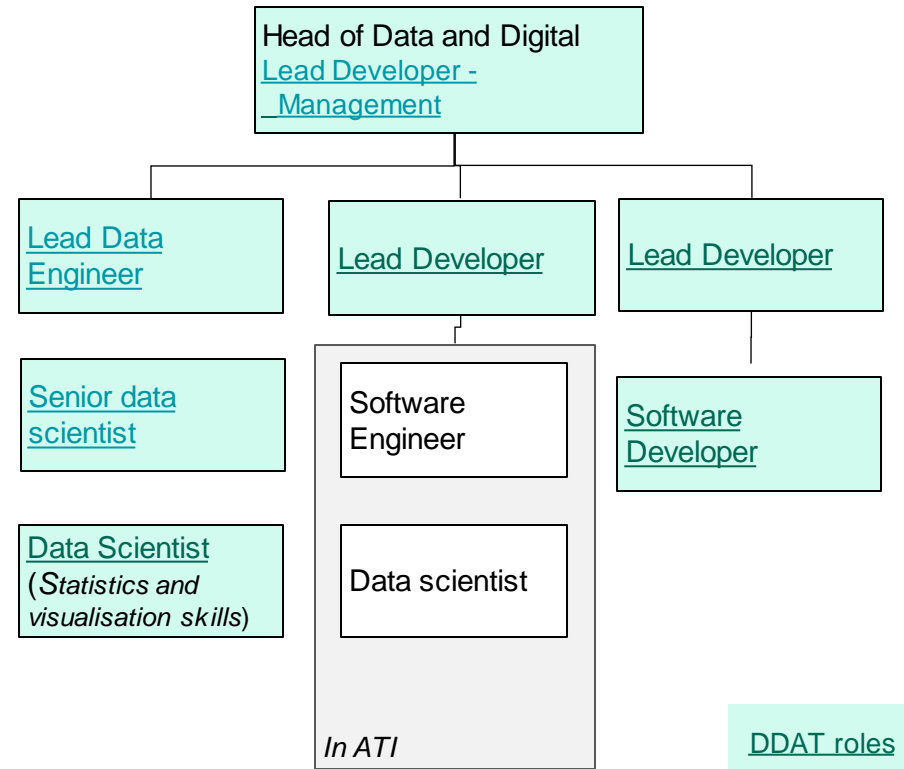 Head of Data and Digital
Lead Developer -
_Management
Lead Data
Engineer
Lead Developer
Lead Developer
Senior data
scientist
Software
Engineer
Software
Developer
Data Scientist
(Statistics and
visualisation skills)
Data scientist
In ATI
DDAT roles